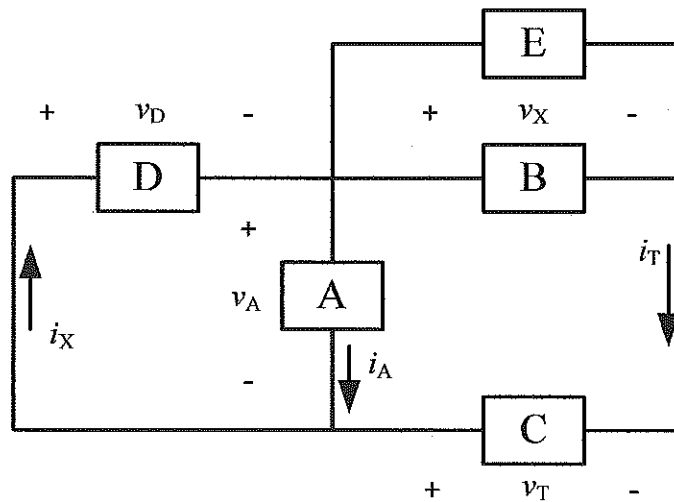 E
+ v_D - + v_X -
D B
+
v_A A i_T
i_X
- i_A
C
+ v_T -